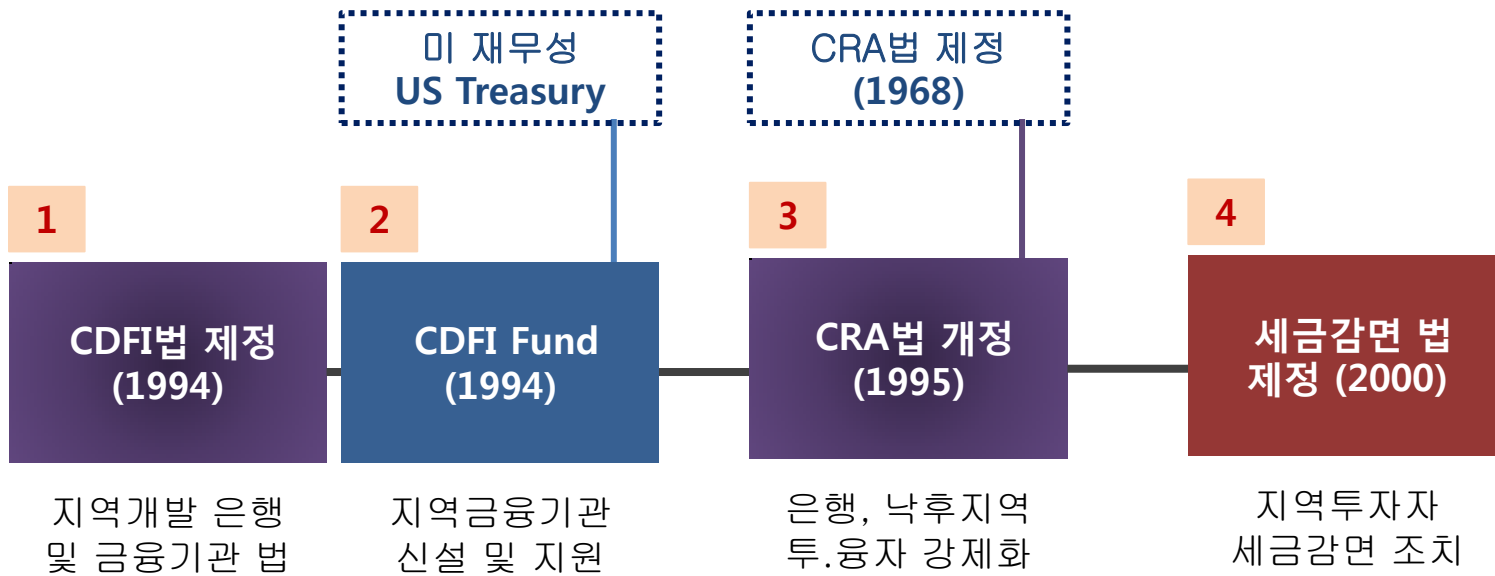 미 재무성
US Treasury
CRA법 제정
(1968)
1
2
3
4
CDFI법 제정
(1994)
CDFI Fund
(1994)
CRA법 개정
(1995)
세금감면 법
제정 (2000)
지역개발 은행
및 금융기관 법
지역금융기관
신설 및 지원
은행, 낙후지역
투.융자 강제화
지역투자자
세금감면 조치